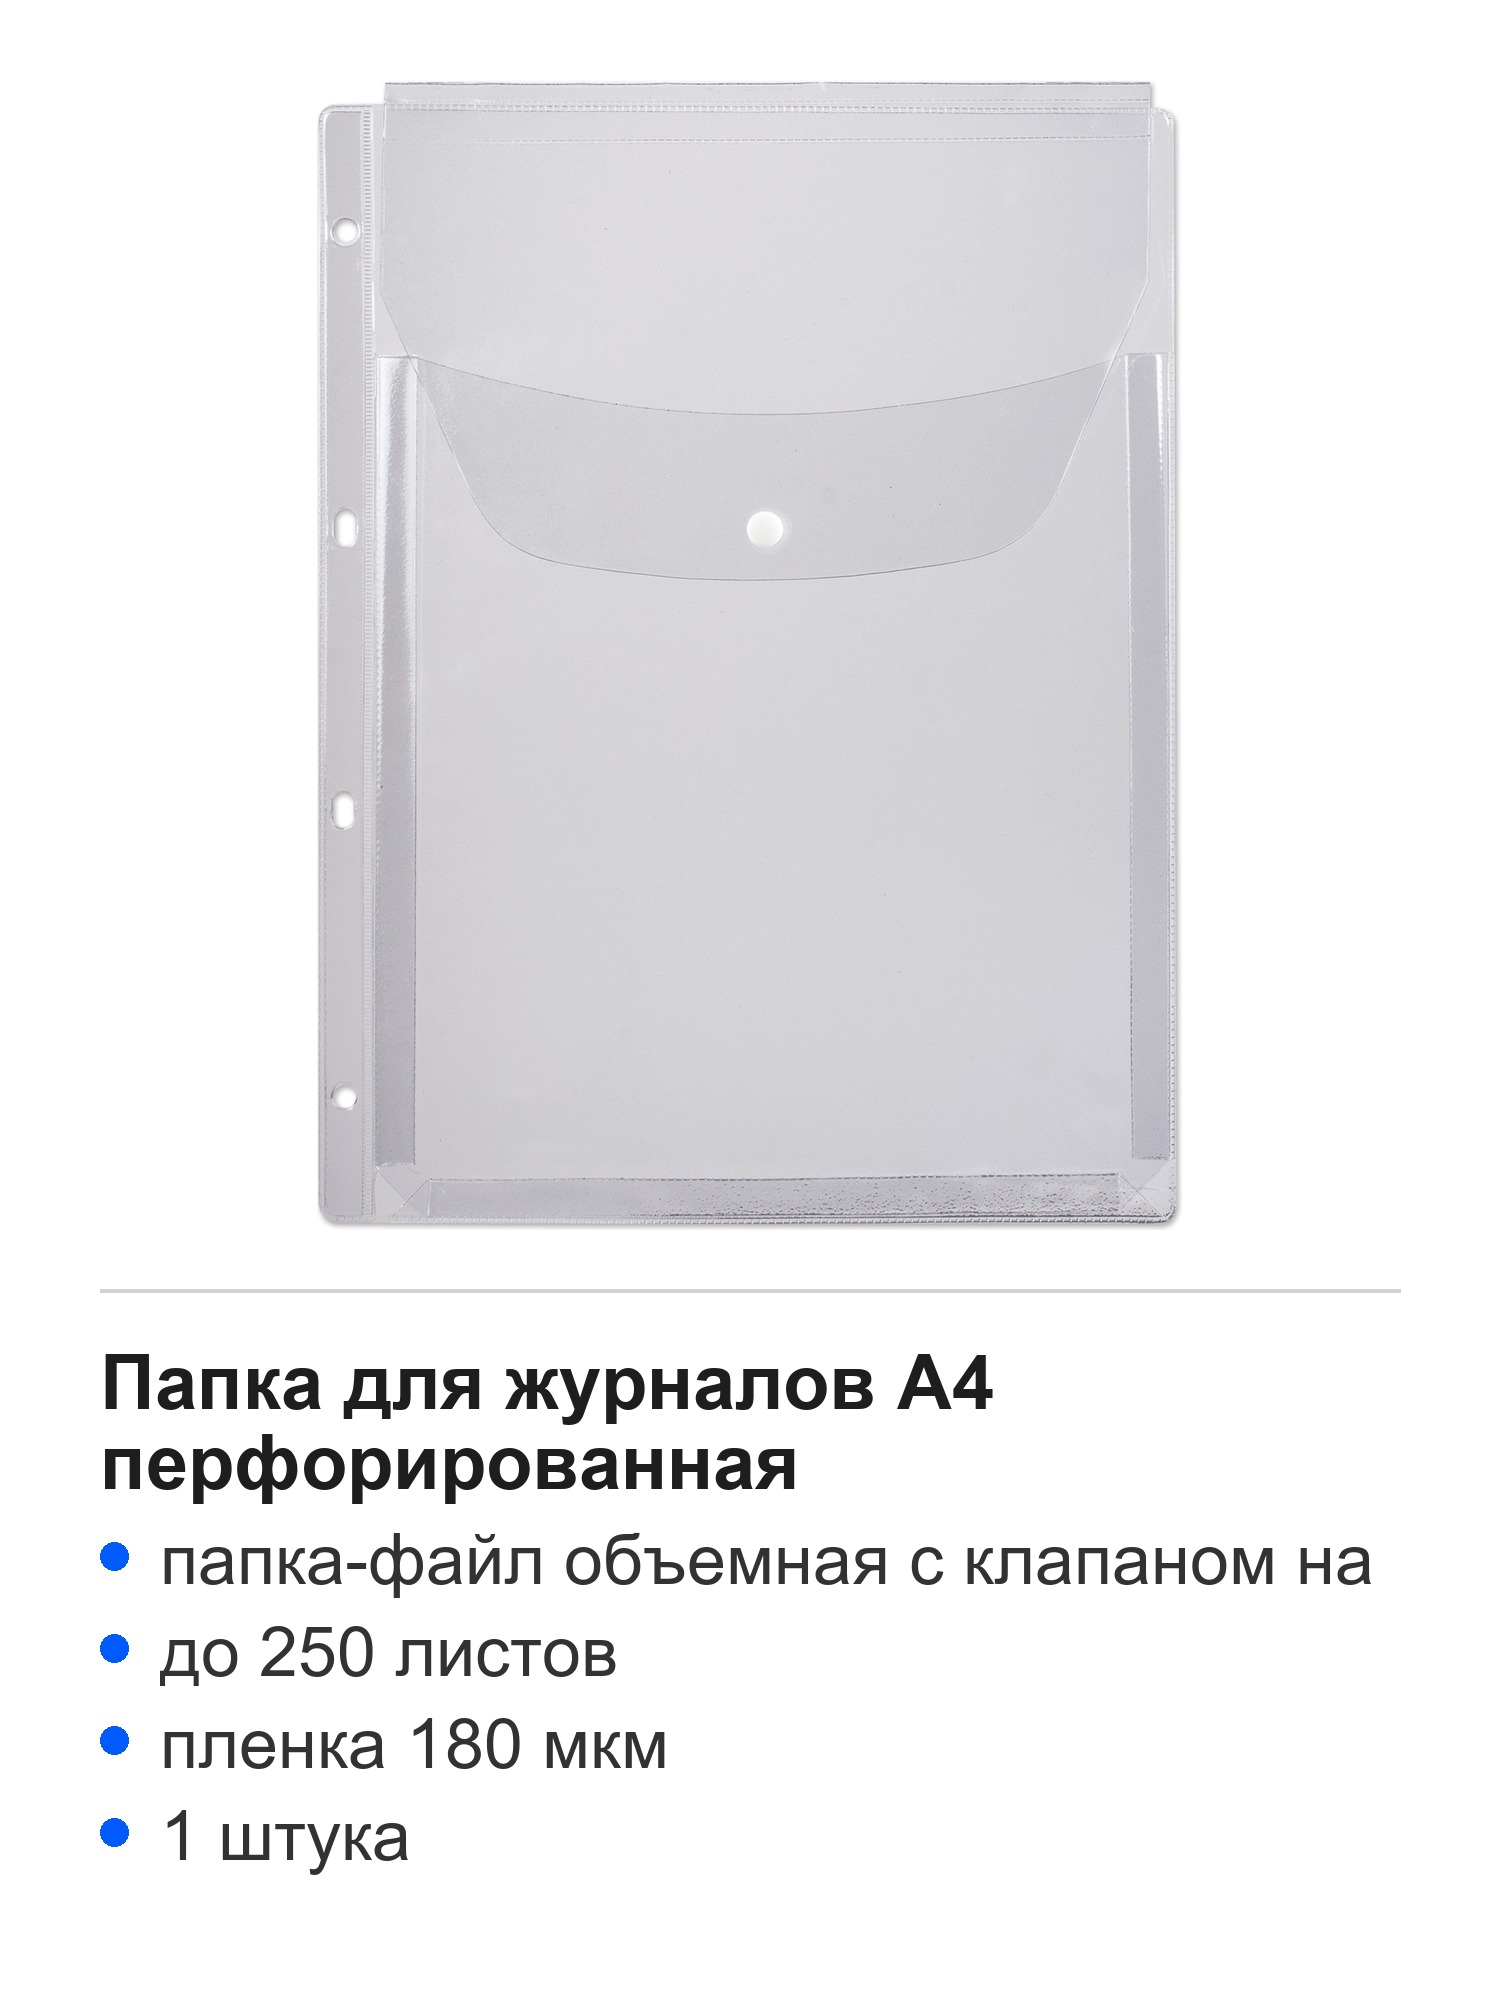 Папка для журналов А4
перфорированная
папка-файл объемная с клапаном на
до 250 листов
пленка 180 мкм
1 штука